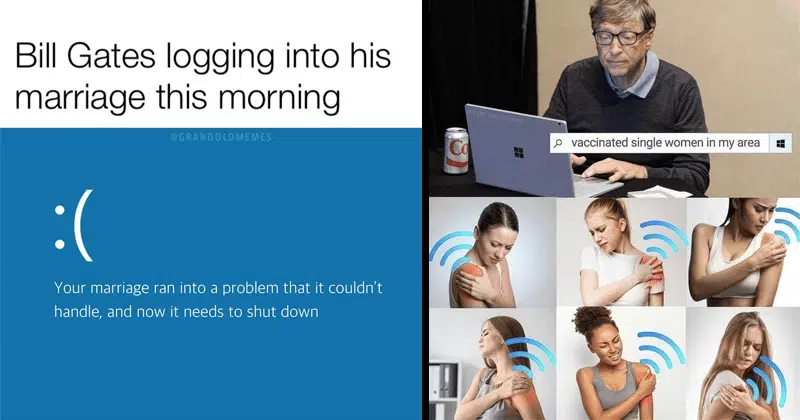 Bill Gates logging into his
marriage this morning
@GRANDOLDMEMES
:(
Your marriage ran into a problem that it couldn't
handle, and now it needs to shut down
Co
vaccinated single women in my area